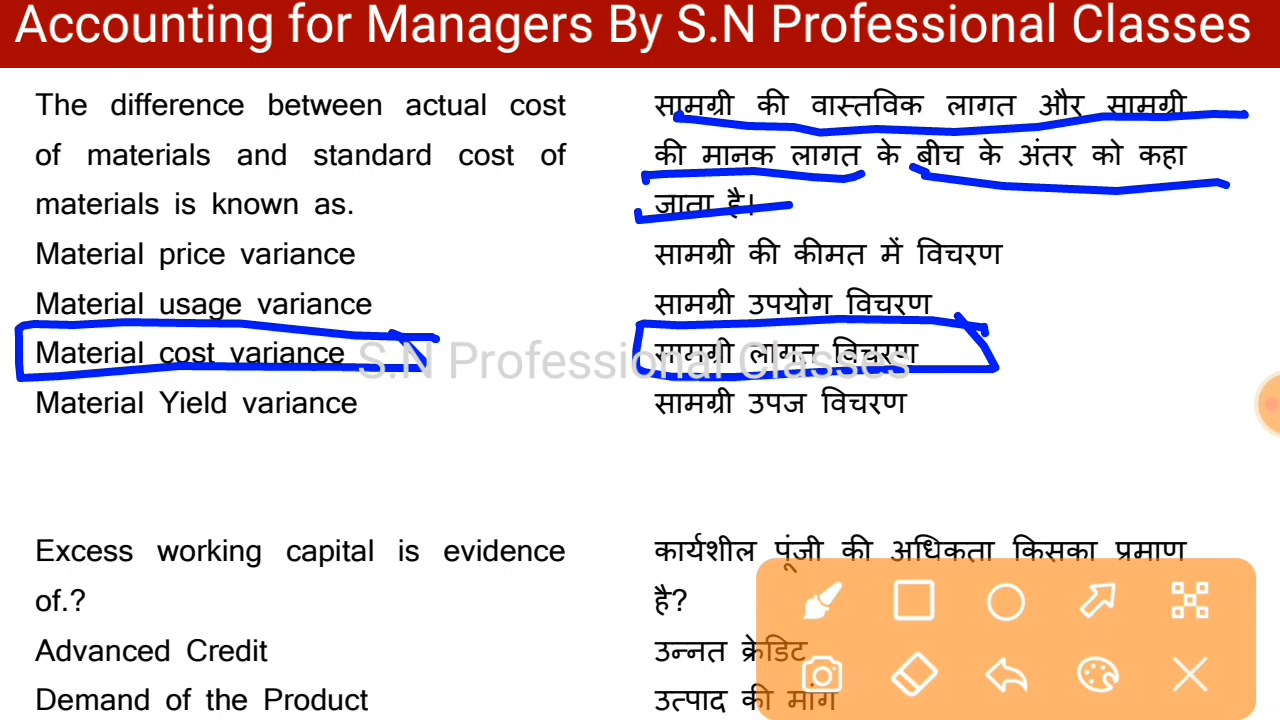 Accounting for Managers By S.N Professional Classes
The difference between actual cost
of materials and standard cost of
materials is known as.
Material price variance
Material usage variance
Material cost variance
Material Yield variance
सामग्री की वास्तविक लागत और सामग्री
की मानक लागत के बीच के अंतर को कहा
जाता है।
सामग्री की कीमत में विचरण
सामग्री उपयोग विचरण
सामग्री लागत विचरण
सामग्री उपज विचरण
S.N Professional Classes
Excess working capital is evidence
of.?
Advanced Credit
Demand of the Product
कार्यशील पूंजी की अधिकता किसका प्रमाण
है?
उन्नत क्रेडिट
उत्पाद की मांग